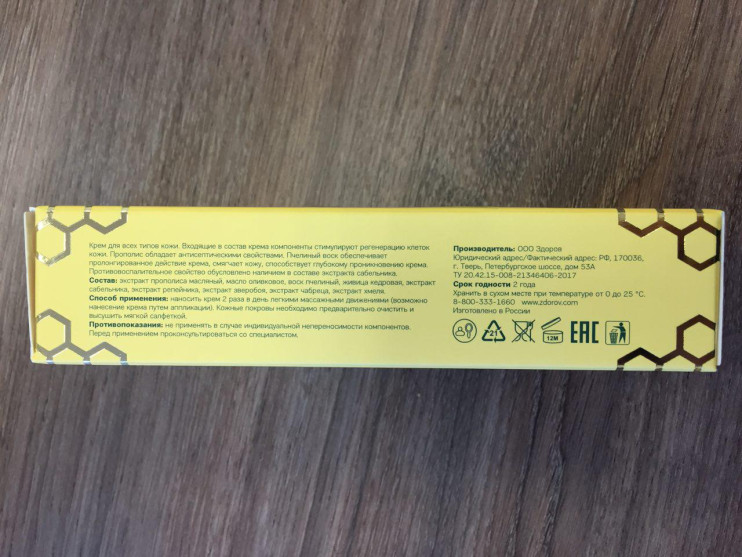 Крем для всех типов кожи. Входящие в состав крема компоненты стимулируют регенерацию клеток
кожи. Прополис обладает антисептическими свойствами. Пчелиный воск обеспечивает
пролонгированное действие крема, смягчает кожу, способствует глубокому проникновению крема.
Противовоспалительное свойство обусловлено наличием в составе экстракта сабельника.
Состав: экстракт прополиса масляный, масло оливковое, воск пчелиный, живица кедровая, экстракт
сабельника, экстракт репейника, экстракт зверобоя, экстракт чабреца, экстракт хмеля.
Способ применения: наносить крем 2 раза в день легкими массажными движениями (возможно
нанесение крема путем аппликации). Кожные покровы необходимо предварительно очистить и
высушить мягкой салфеткой.
Противопоказания: не применять в случае индивидуальной непереносимости компонентов.
Перед применением проконсультироваться со специалистом.
Производитель: ООО Здоров
Юридический адрес/Фактический адрес: РФ, 170036,
г. Тверь, Петербургское шоссе, дом 53А
ТУ 20.42.15-008-21346406-2017
Срок годности 2 года
Хранить в сухом месте при температуре от 0 до 25 °С.
8-800-333-1660 www.zdorov.com
Изготовлено в России
21
12M
EAC